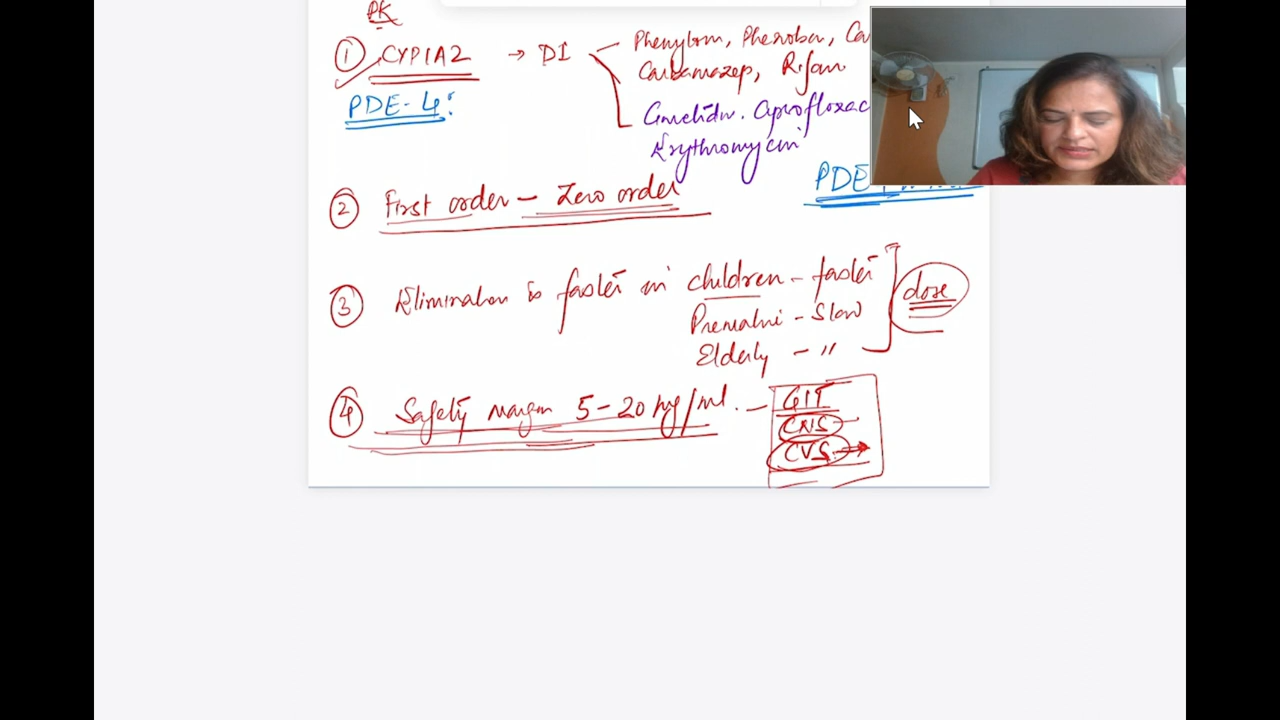 PK
① CYP1A2 → DI – Phenytoin, Phenobar, Ca
Carbamazep, Rifam
PDE-4:
Cimetidin. Ciprofloxac
Erythromycin
PDE
② First order – Zero order
③ Elimination is faster in children – faster
Premature – Slow
Elderly – "
dose
④ Safety margin 5–20 mg/ml. – GIT
CNS
CVS →